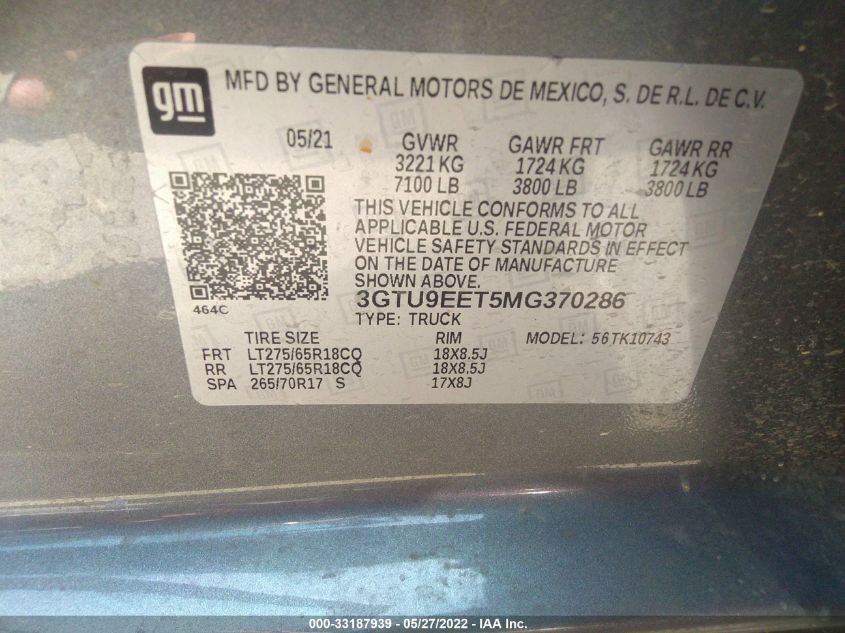 gm
MFD BY GENERAL MOTORS DE MEXICO, S. DE R.L. DE C.V.
05/21 GVWR GAWR FRT GAWR RR
3221 KG 1724 KG 1724 KG
7100 LB 3800 LB 3800 LB
THIS VEHICLE CONFORMS TO ALL
APPLICABLE U.S. FEDERAL MOTOR
VEHICLE SAFETY STANDARDS IN EFFECT
ON THE DATE OF MANUFACTURE
SHOWN ABOVE.
464C
3GTU9EET5MG370286
TYPE: TRUCK
TIRE SIZE RIM MODEL: 56TK10743
FRT LT275/65R18CQ 18X8.5J
RR LT275/65R18CQ 18X8.5J
SPA 265/70R17 S 17X8J
000-33187939 - 05/27/2022 - IAA Inc.